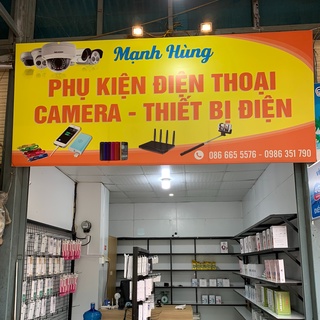 Mạnh Hùng
PHỤ KIỆN ĐIỆN THOẠI
CAMERA - THIẾT BỊ ĐIỆN
086 665 5576 - 0986 351 790